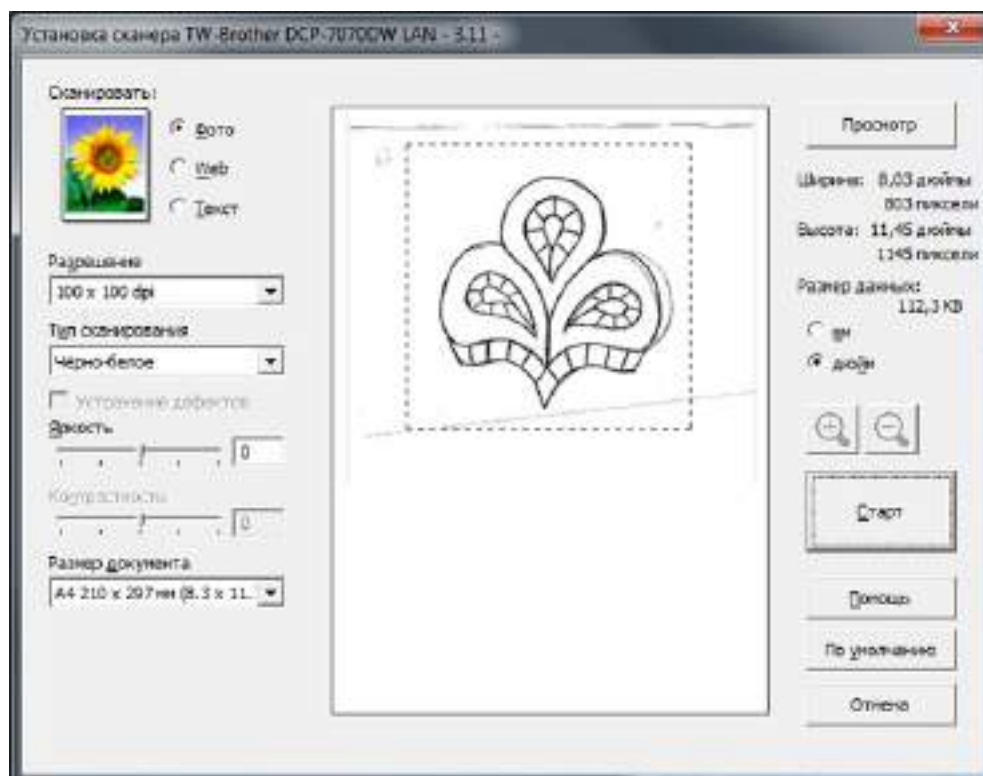 Установка сканера TW-Brother DCP-7070DW LAN - 3.11 -
Сканировать:
Фото
Web
Текст
Разрешение
100 x 100 dpi
Тип сканирования
Черно-белое
Устранение дефектов
Яркость
0
Контрастность
0
Размер документа
A4 210 x 297 мм (8.3 x 11.
Просмотр
Ширина: 8,03 дюймы
803 пиксели
Высота: 11,45 дюймы
1145 пиксели
Размер данных:
112,3 KB
мм
дюйм
Старт
Помощь
По умолчанию
Отмена